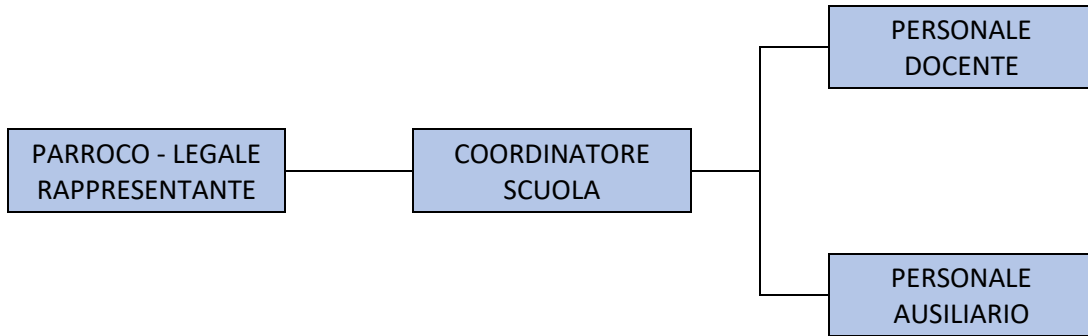 PERSONALE
DOCENTE
PARROCO - LEGALE
RAPPRESENTANTE
COORDINATORE
SCUOLA
PERSONALE
AUSILIARIO